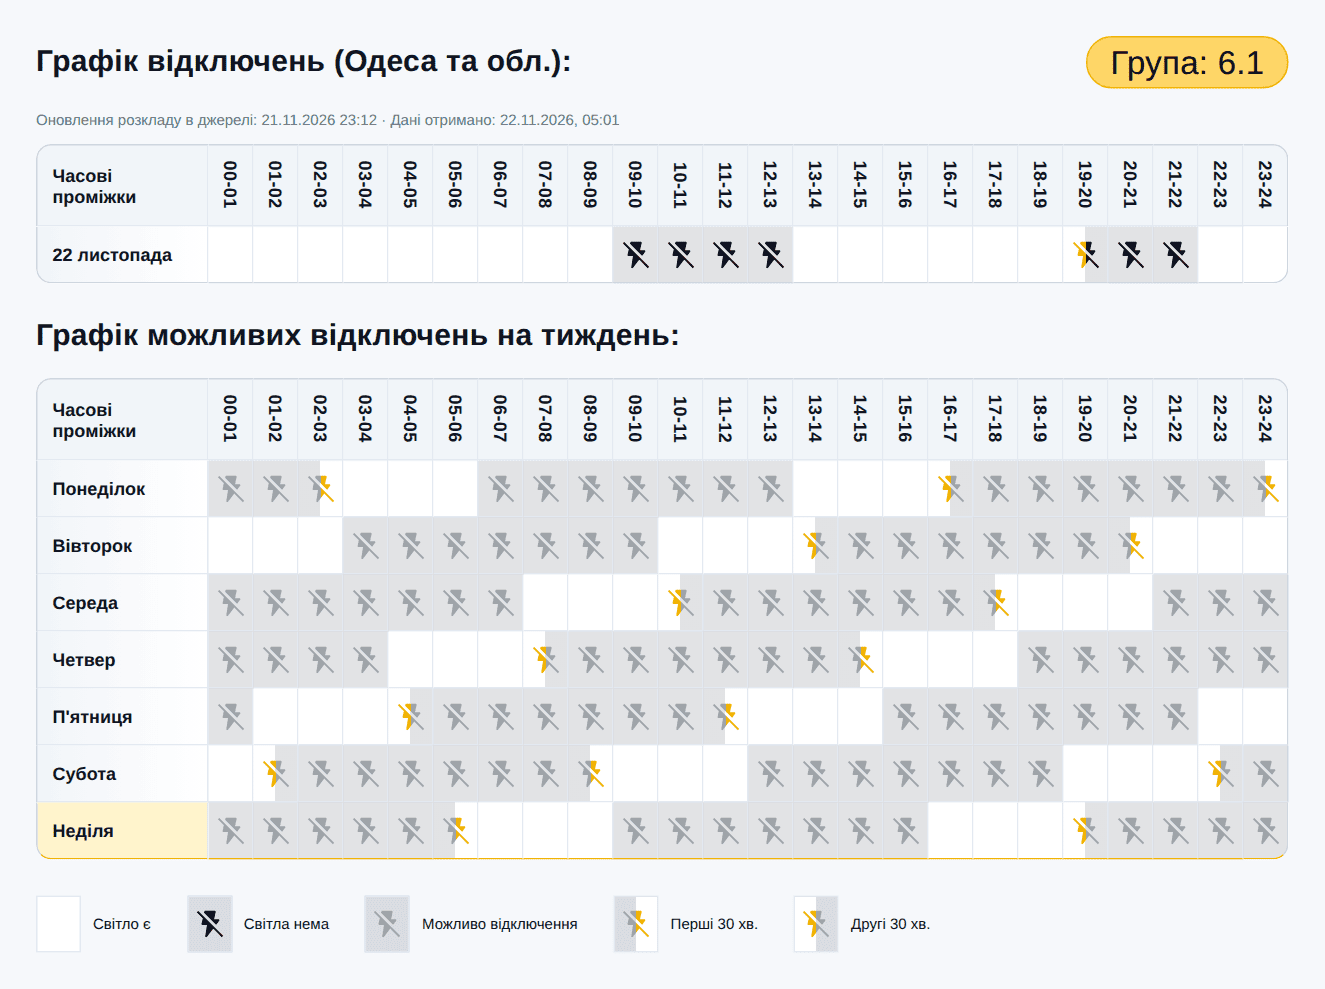 Графік відключень (Одеса та обл.):
Група: 6.1
Оновлення розкладу в джерелі: 21.11.2026 23:12 · Дані отримано: 22.11.2026, 05:01
Часові проміжки 00-01 01-02 02-03 03-04 04-05 05-06 06-07 07-08 08-09 09-10 10-11 11-12 12-13 13-14 14-15 15-16 16-17 17-18 18-19 19-20 20-21 21-22 22-23 23-24
22 листопада
Графік можливих відключень на тиждень:
Часові проміжки 00-01 01-02 02-03 03-04 04-05 05-06 06-07 07-08 08-09 09-10 10-11 11-12 12-13 13-14 14-15 15-16 16-17 17-18 18-19 19-20 20-21 21-22 22-23 23-24
Понеділок
Вівторок
Середа
Четвер
П'ятниця
Субота
Неділя
Світло є Світла нема Можливо відключення Перші 30 хв. Другі 30 хв.